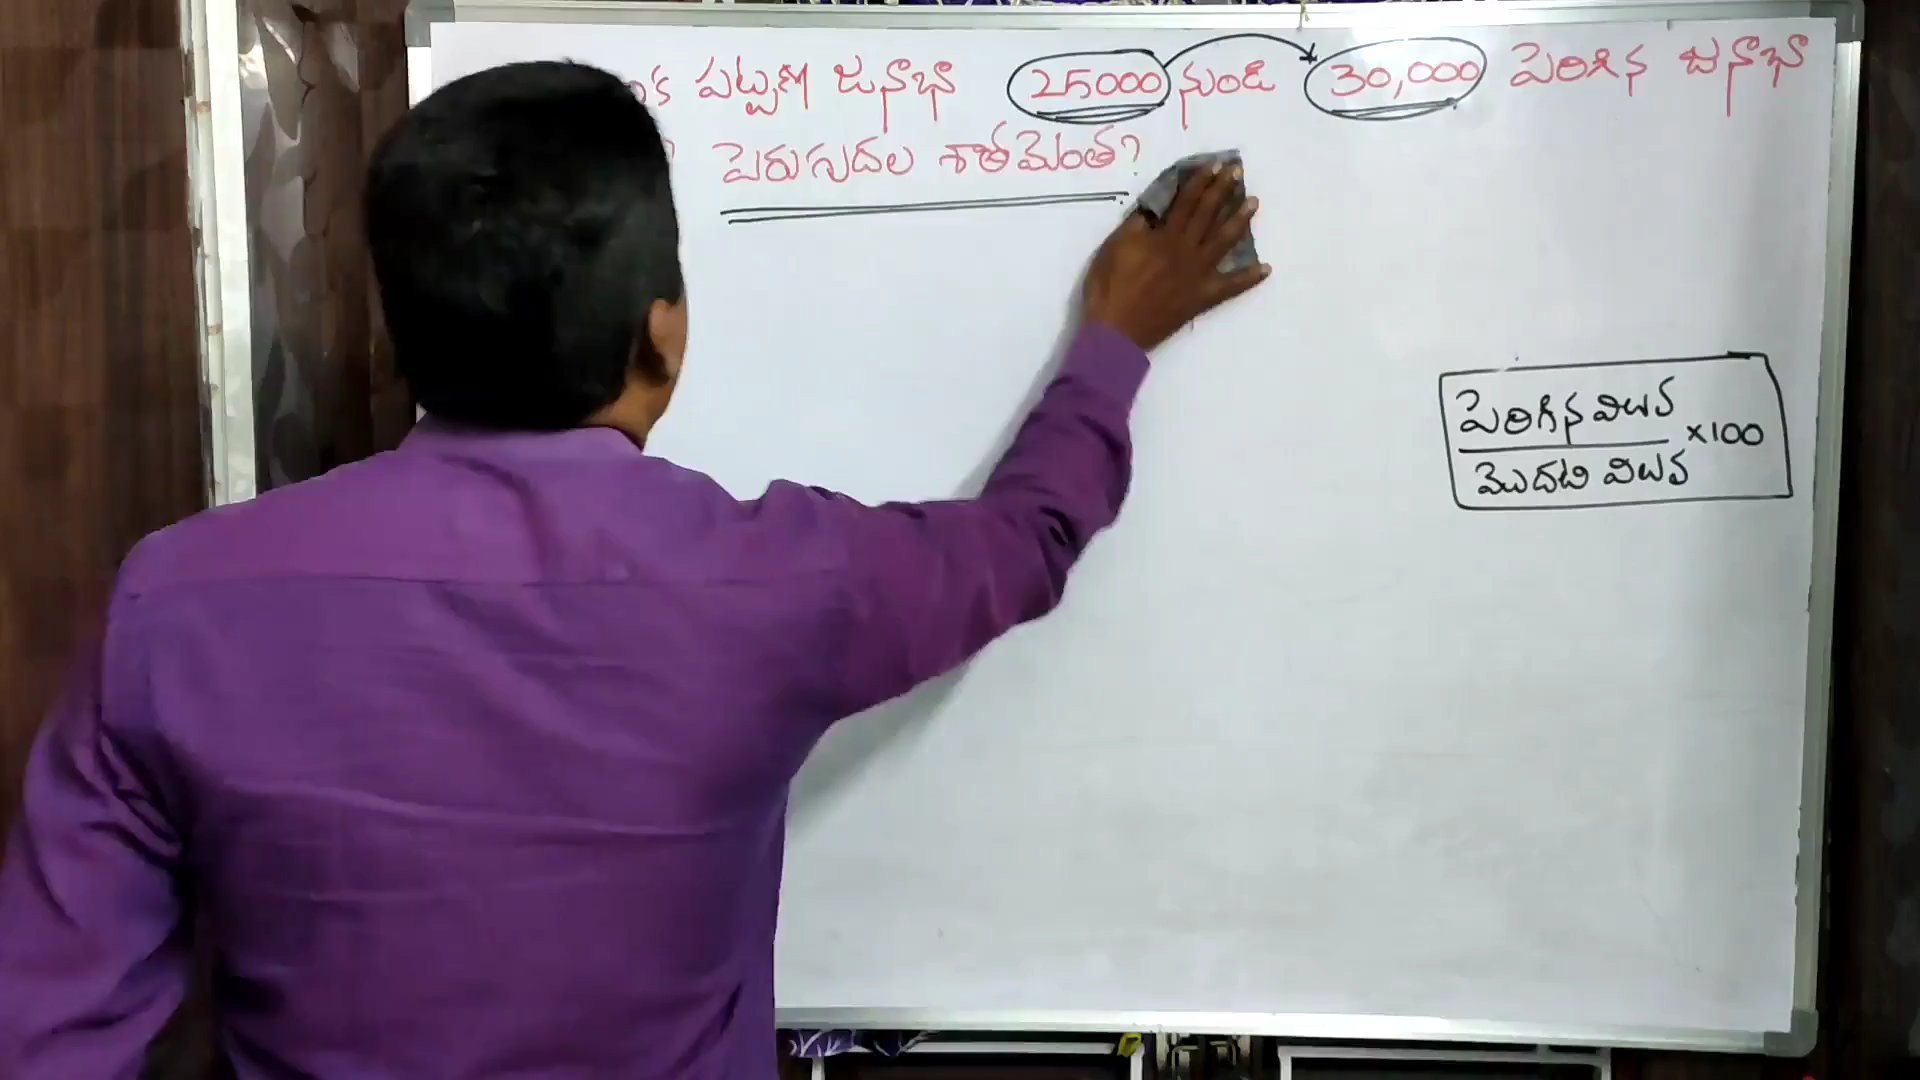 పట్టణ జనాభా 25000 నుండి 30,000 పెరిగిన జనాభా
పెరుగుదల శాతమెంత?
పెరిగిన విలువ
మొదటి విలువ
×100